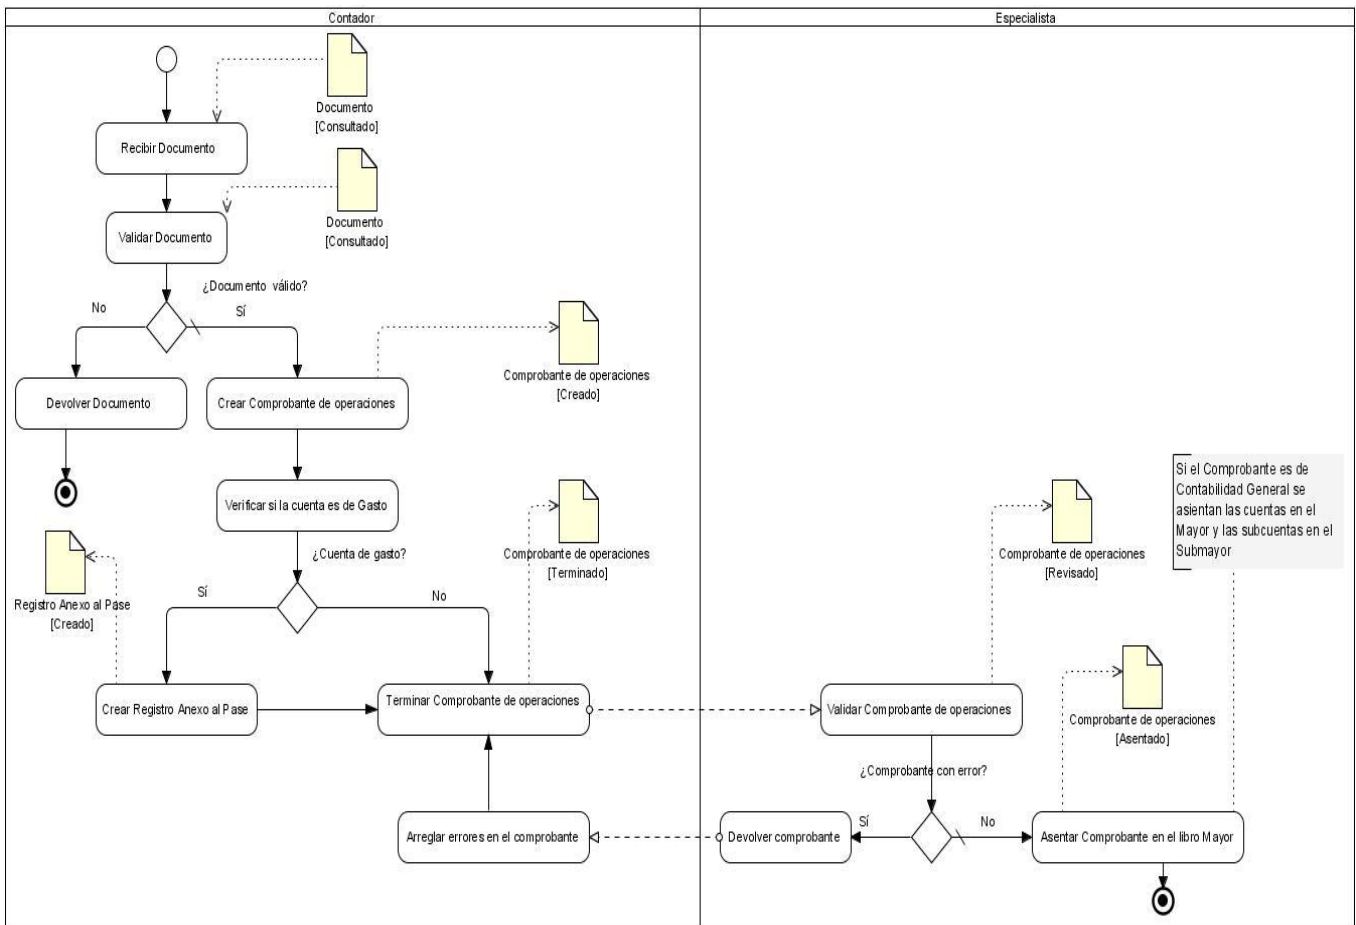 Contador
Especialista
Documento
[Consultado]
Recibir Documento
Documento
[Consultado]
Validar Documento
¿Documento válido?
No
Sí
Devolver Documento
Crear Comprobante de operaciones
Comprobante de operaciones
[Creado]
Verificar si la cuenta es de Gasto
¿Cuenta de gasto?
Comprobante de operaciones
[Terminado]
Sí
No
Registro Anexo al Pase
[Creado]
Crear Registro Anexo al Pase
Terminar Comprobante de operaciones
Arreglar errores en el comprobante
Si el Comprobante es de
Contabilidad General se
asientan las cuentas en el
Mayor y las subcuentas en el
Submayor
Comprobante de operaciones
[Revisado]
Validar Comprobante de operaciones
Comprobante de operaciones
[Asentado]
¿Comprobante con error?
Sí
No
Devolver comprobante
Asentar Comprobante en el libro Mayor